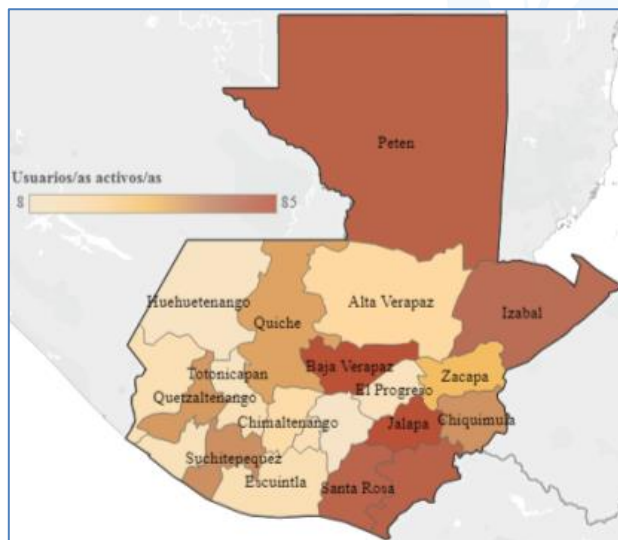 Peten
Usuarios/as activos/as
8 85
Huehuetenango
Alta Verapaz
Izabal
Quiche
Baja Verapaz
Totonicapan
El Progreso
Zacapa
Quetzaltenango
Chimaltenango
Jalapa
Chiquimula
Suchitepequez
Escuintla
Santa Rosa